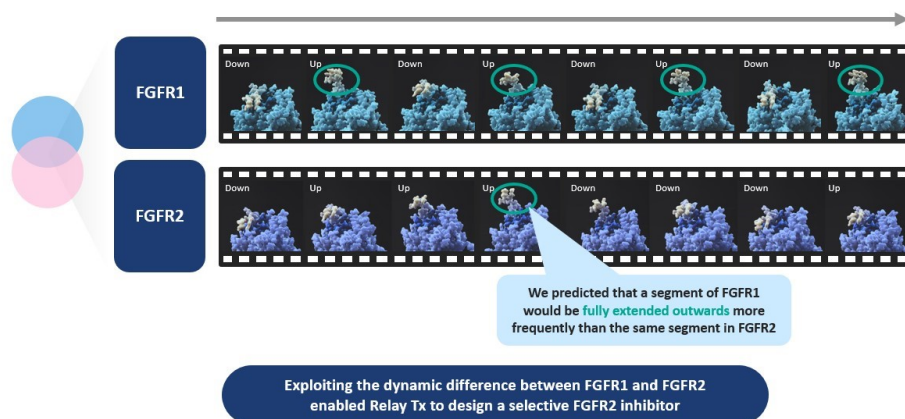 FGFR1
Down
Up
Down
Up
Down
Up
Down
Up
FGFR2
Down
Up
Up
Up
Down
Down
Down
Up
We predicted that a segment of FGFR1
would be fully extended outwards more
frequently than the same segment in FGFR2
Exploiting the dynamic difference between FGFR1 and FGFR2
enabled Relay Tx to design a selective FGFR2 inhibitor